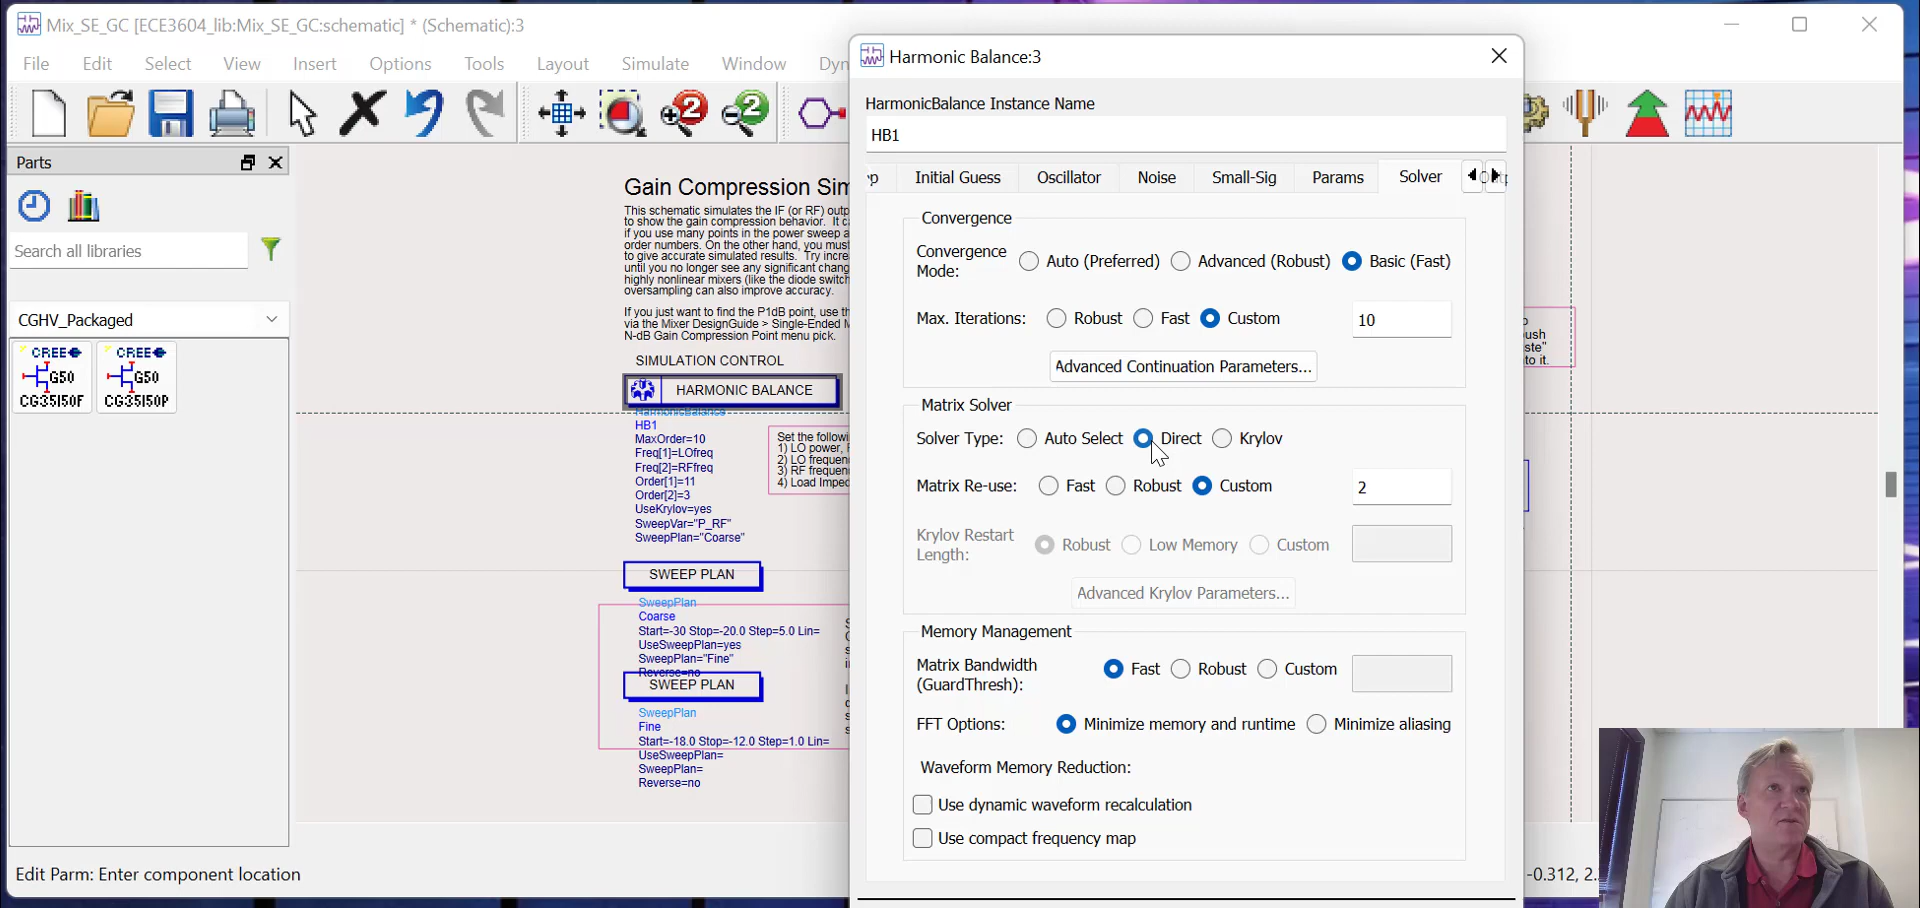 Mix_SE_GC [ECE3604_lib:Mix_SE_GC:schematic] * (Schematic):3
File Edit Select View Insert Options Tools Layout Simulate Window Dyn
2 2
Parts
Search all libraries
CGHV_Packaged
CREE CREE
G50 G50
CG35150F CG35150P
Gain Compression Sim
This schematic simulates the IF (or RF) outp
to show the gain compression behavior. It ca
if you use many points in the power sweep a
order numbers. On the other hand, you must
to give accurate simulated results. Try increa
until you no longer see any significant chang
highly nonlinear mixers (like the diode switch
oversampling can also improve accuracy.
If you just want to find the P1dB point, use th
via the Mixer DesignGuide > Single-Ended M
N-dB Gain Compression Point menu pick.
SIMULATION CONTROL
HARMONIC BALANCE
HarmonicBalance
HB1
MaxOrder=10
Freq[1]=LOfreq
Freq[2]=RFfreq
Order[1]=11
Order[2]=3
UseKrylov=yes
SweepVar="P_RF"
SweepPlan="Coarse"
Set the followi
1) LO power, 
2) LO frequen
3) RF frequen
4) Load Imped
SWEEP PLAN
SweepPlan
Coarse
Start=-30 Stop=-20.0 Step=5.0 Lin=
UseSweepPlan=yes
SweepPlan="Fine"
Reverse=no
SWEEP PLAN
SweepPlan
Fine
Start=-18.0 Stop=-12.0 Step=1.0 Lin=
UseSweepPlan=
SweepPlan=
Reverse=no
Edit Parm: Enter component location
Harmonic Balance:3
HarmonicBalance Instance Name
HB1
p Initial Guess Oscillator Noise Small-Sig Params Solver
Convergence
Convergence Mode: Auto (Preferred) Advanced (Robust) Basic (Fast)
Max. Iterations: Robust Fast Custom 10
Advanced Continuation Parameters...
Matrix Solver
Solver Type: Auto Select Direct Krylov
Matrix Re-use: Fast Robust Custom 2
Krylov Restart Length: Robust Low Memory Custom
Advanced Krylov Parameters...
Memory Management
Matrix Bandwidth (GuardThresh): Fast Robust Custom
FFT Options: Minimize memory and runtime Minimize aliasing
Waveform Memory Reduction:
Use dynamic waveform recalculation
Use compact frequency map
ush
ste"
to it.
-0.312, 2.